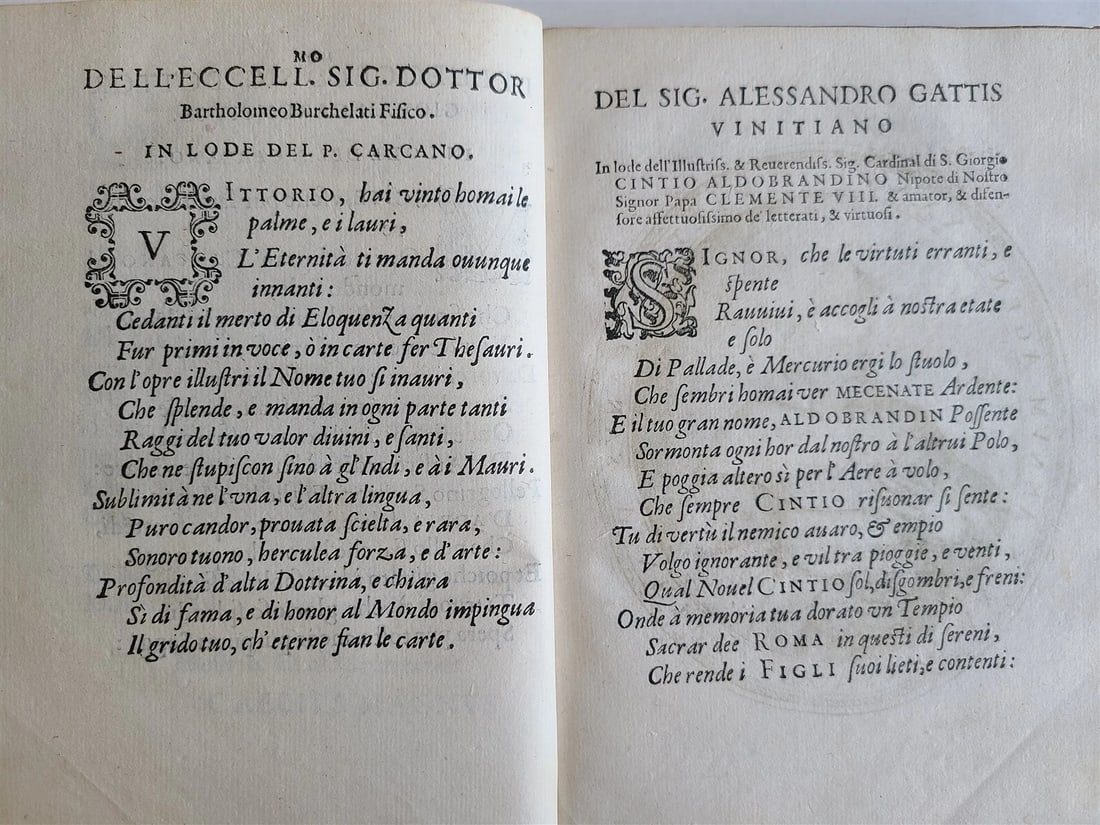 DELL'ECCELL.MO SIG. DOTTOR
Bartholomeo Burchelati Fisico.
- IN LODE DEL P. CARCANO.
VITTORIO, hai vinto homai le
palme, e i lauri,
L'Eternità ti manda ouunque
innanti:
Cedanti il merto di Eloquenza quanti
Fur primi in voce, ò in carte fer Thesauri.
Con l'opre illustri il Nome tuo si inauri,
Che splende, e manda in ogni parte tanti
Raggi del tuo valor diuini, e santi,
Che ne stupiscon sino à gl'Indi, e à i Mauri.
Sublimità ne l'vna, e l'altra lingua,
Puro candor, prouata scielta, e rara,
Sonoro tuono, herculea forza, e d'arte:
Profondità d'alta Dottrina, e chiara
Sì di fama, e di honor al Mondo impingua
Il grido tuo, ch'eterne fian le carte.
DEL SIG. ALESSANDRO GATTIS
VINITIANO
In lode dell'Illustriss. & Reuerendiss. Sig. Cardinal di S. Giorgio
CINTIO ALDOBRANDINO Nipote di Nostro
Signor Papa CLEMENTE VIII. & amator, & difen-
sore affettuosissimo de' letterati, & virtuosi.
SIGNOR, che le virtuti erranti, e
spente
Rauuiui, è accogli à nostra etate
e solo
Di Pallade, è Mercurio ergi lo stuolo,
Che sembri homai ver MECENATE Ardente:
E il tuo gran nome, ALDOBRANDIN Possente
Sormonta ogni hor dal nostro à l'altrui Polo,
E poggia altero sì per l'Aere à volo,
Che sempre CINTIO risuonar si sente:
Tu di vertù il nemico auaro, & empio
Volgo ignorante, e vil tra pioggie, e venti,
Qual Nouel CINTIO sol, disgombri, e freni:
Onde à memoria tua dorato vn Tempio
Sacrar dee ROMA in questi dì sereni,
Che rende i FIGLI suoi lieti, e contenti: